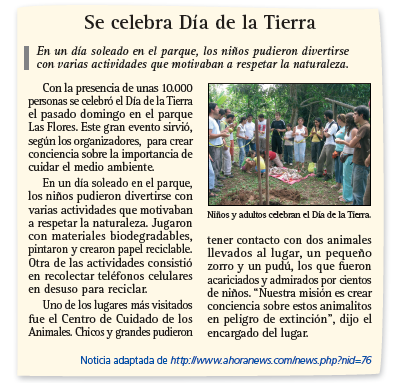 Se celebra Día de la Tierra
En un día soleado en el parque, los niños pudieron divertirse
con varias actividades que motivaban a respetar la naturaleza.
Con la presencia de unas 10.000
personas se celebró el Día de la Tierra
el pasado domingo en el parque
Las Flores. Este gran evento sirvió,
según los organizadores, para crear
conciencia sobre la importancia de
cuidar el medio ambiente.
En un día soleado en el parque,
los niños pudieron divertirse con
varias actividades que motivaban
a respetar la naturaleza. Jugaron
con materiales biodegradables,
pintaron y crearon papel reciclable.
Otra de las actividades consistió
en recolectar teléfonos celulares
en desuso para reciclar.
Uno de los lugares más visitados
fue el Centro de Cuidado de los
Animales. Chicos y grandes pudieron
Niños y adultos celebran el Día de la Tierra.
tener contacto con dos animales
llevados al lugar, un pequeño
zorro y un pudú, los que fueron
acariciados y admirados por cientos
de niños. “Nuestra misión es crear
conciencia sobre estos animalitos
en peligro de extinción”, dijo el
encargado del lugar.
Noticia adaptada de http://www.ahoranews.com/news.php?nid=76